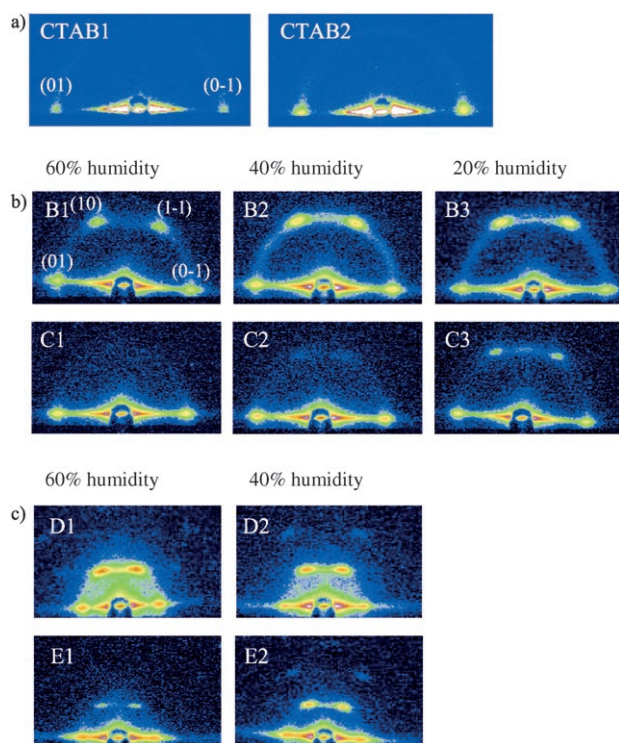 a)
CTAB1 CTAB2
(01) (0-1)
60% humidity 40% humidity 20% humidity
b)
B1 (10) (1-1) B2 B3
(01) (0-1)
C1 C2 C3
60% humidity 40% humidity
c)
D1 D2
E1 E2